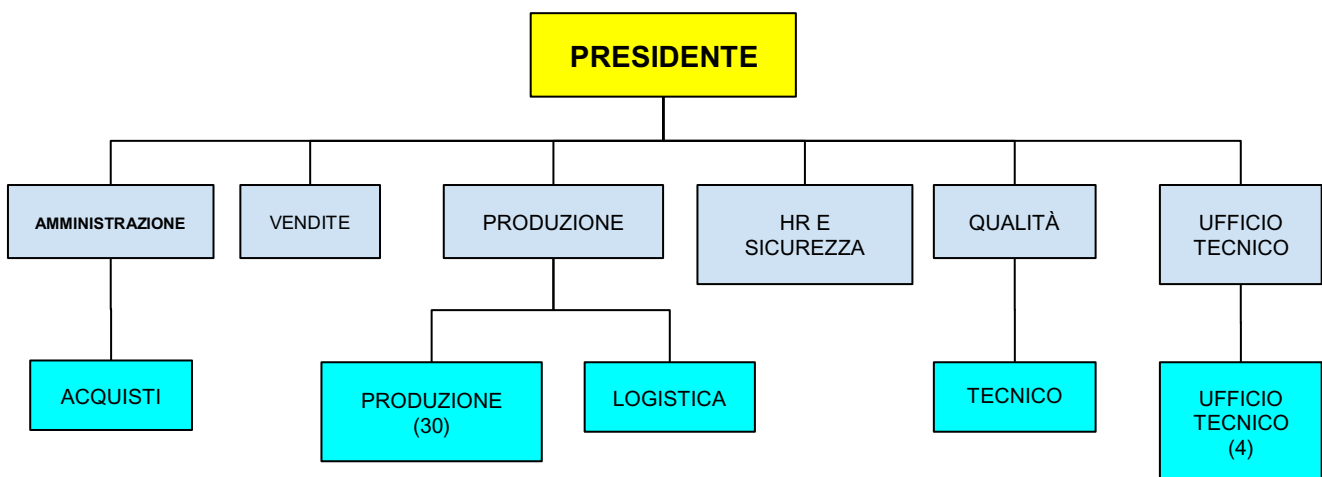 PRESIDENTE
AMMINISTRAZIONE
VENDITE
PRODUZIONE
HR E
SICUREZZA
QUALITÀ
UFFICIO
TECNICO
ACQUISTI
PRODUZIONE
(30)
LOGISTICA
TECNICO
UFFICIO
TECNICO
(4)